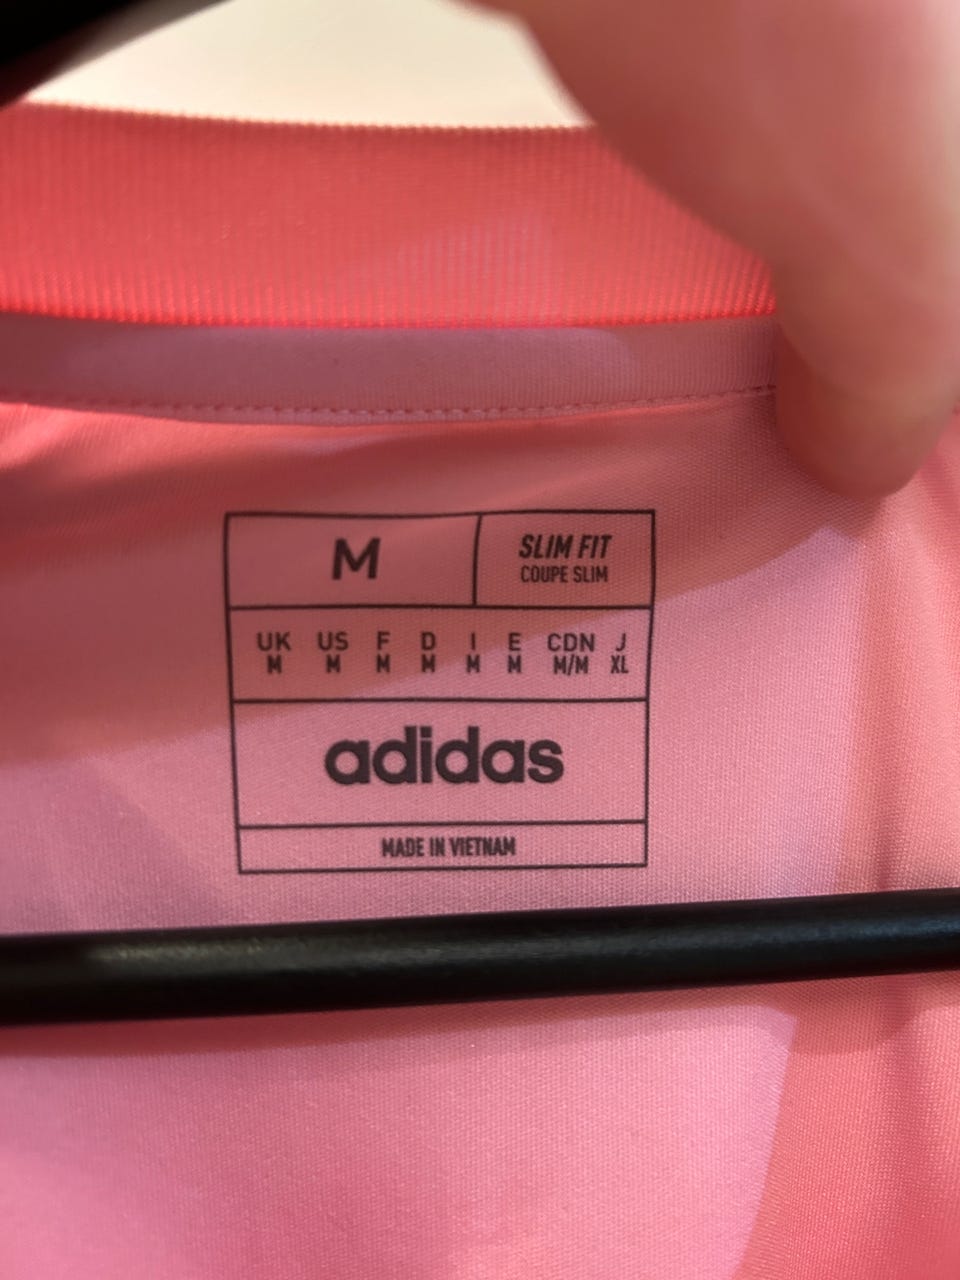 M
SLIM FIT
COUPE SLIM
UK US F D I E CDN J
M M M M M M M/M XL
adidas
MADE IN VIETNAM